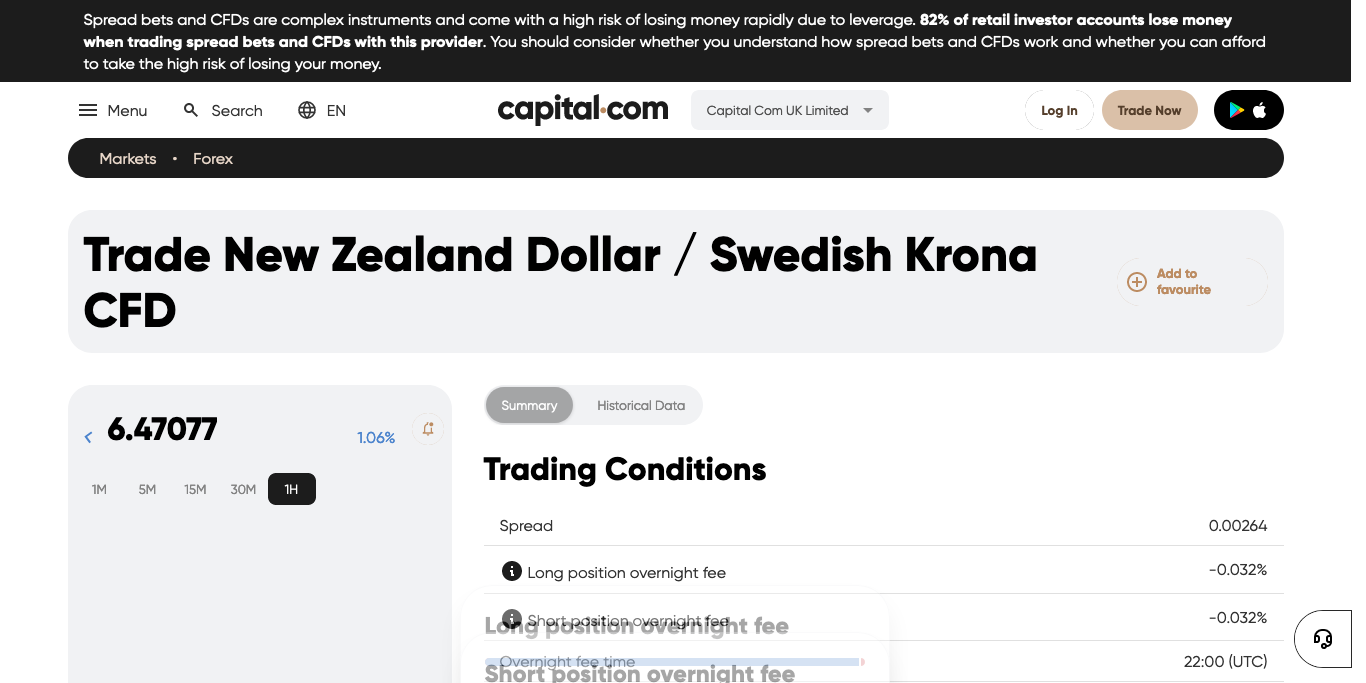 Spread bets and CFDs are complex instruments and come with a high risk of losing money rapidly due to leverage. 82% of retail investor accounts lose money
when trading spread bets and CFDs with this provider. You should consider whether you understand how spread bets and CFDs work and whether you can afford
to take the high risk of losing your money.
Menu Search EN capital.com Capital Com UK Limited Log In Trade Now
Markets • Forex
Trade New Zealand Dollar / Swedish Krona
CFD
Add to
favourite
6.47077 1.06%
1M 5M 15M 30M 1H
Summary Historical Data
Trading Conditions
Spread 0.00264
Long position overnight fee -0.032%
Short position overnight fee -0.032%
Long position overnight fee
Overnight fee time 22:00 (UTC)
Short position overnight fee